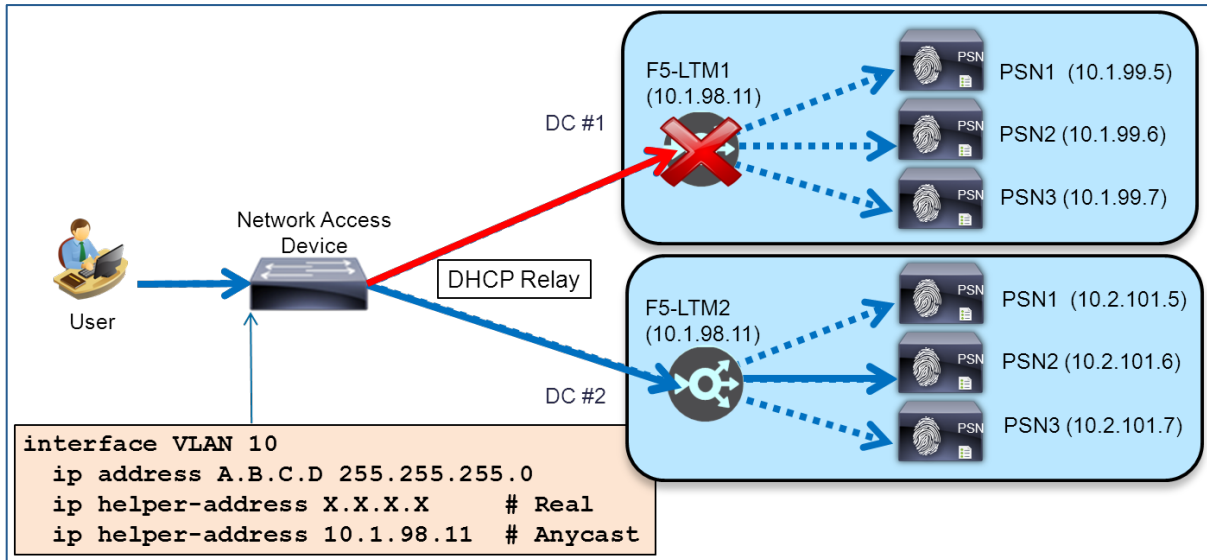 F5-LTM1
(10.1.98.11)
DC #1
PSN
PSN1 (10.1.99.5)
PSN
PSN2 (10.1.99.6)
PSN
PSN3 (10.1.99.7)
Network Access
Device
User
DHCP Relay
F5-LTM2
(10.1.98.11)
DC #2
PSN
PSN1 (10.2.101.5)
PSN
PSN2 (10.2.101.6)
PSN
PSN3 (10.2.101.7)
interface VLAN 10
ip address A.B.C.D 255.255.255.0
ip helper-address X.X.X.X # Real
ip helper-address 10.1.98.11 # Anycast